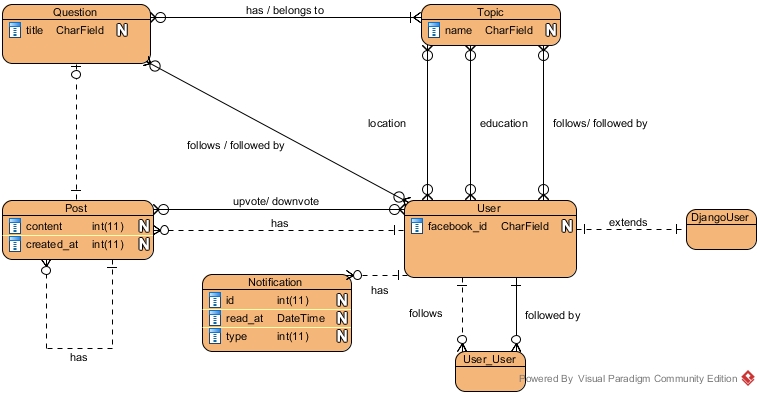 Question
title CharField N
has / belongs to
Topic
name CharField N
location
education
follows/ followed by
follows / followed by
Post
content int(11) N
created_at int(11) N
upvote/ downvote
has
User
facebook_id CharField N
extends
DjangoUser
Notification
id int(11) N
read_at DateTime N
type int(11) N
has
follows
followed by
has
User_User
Powered By Visual Paradigm Community Edition